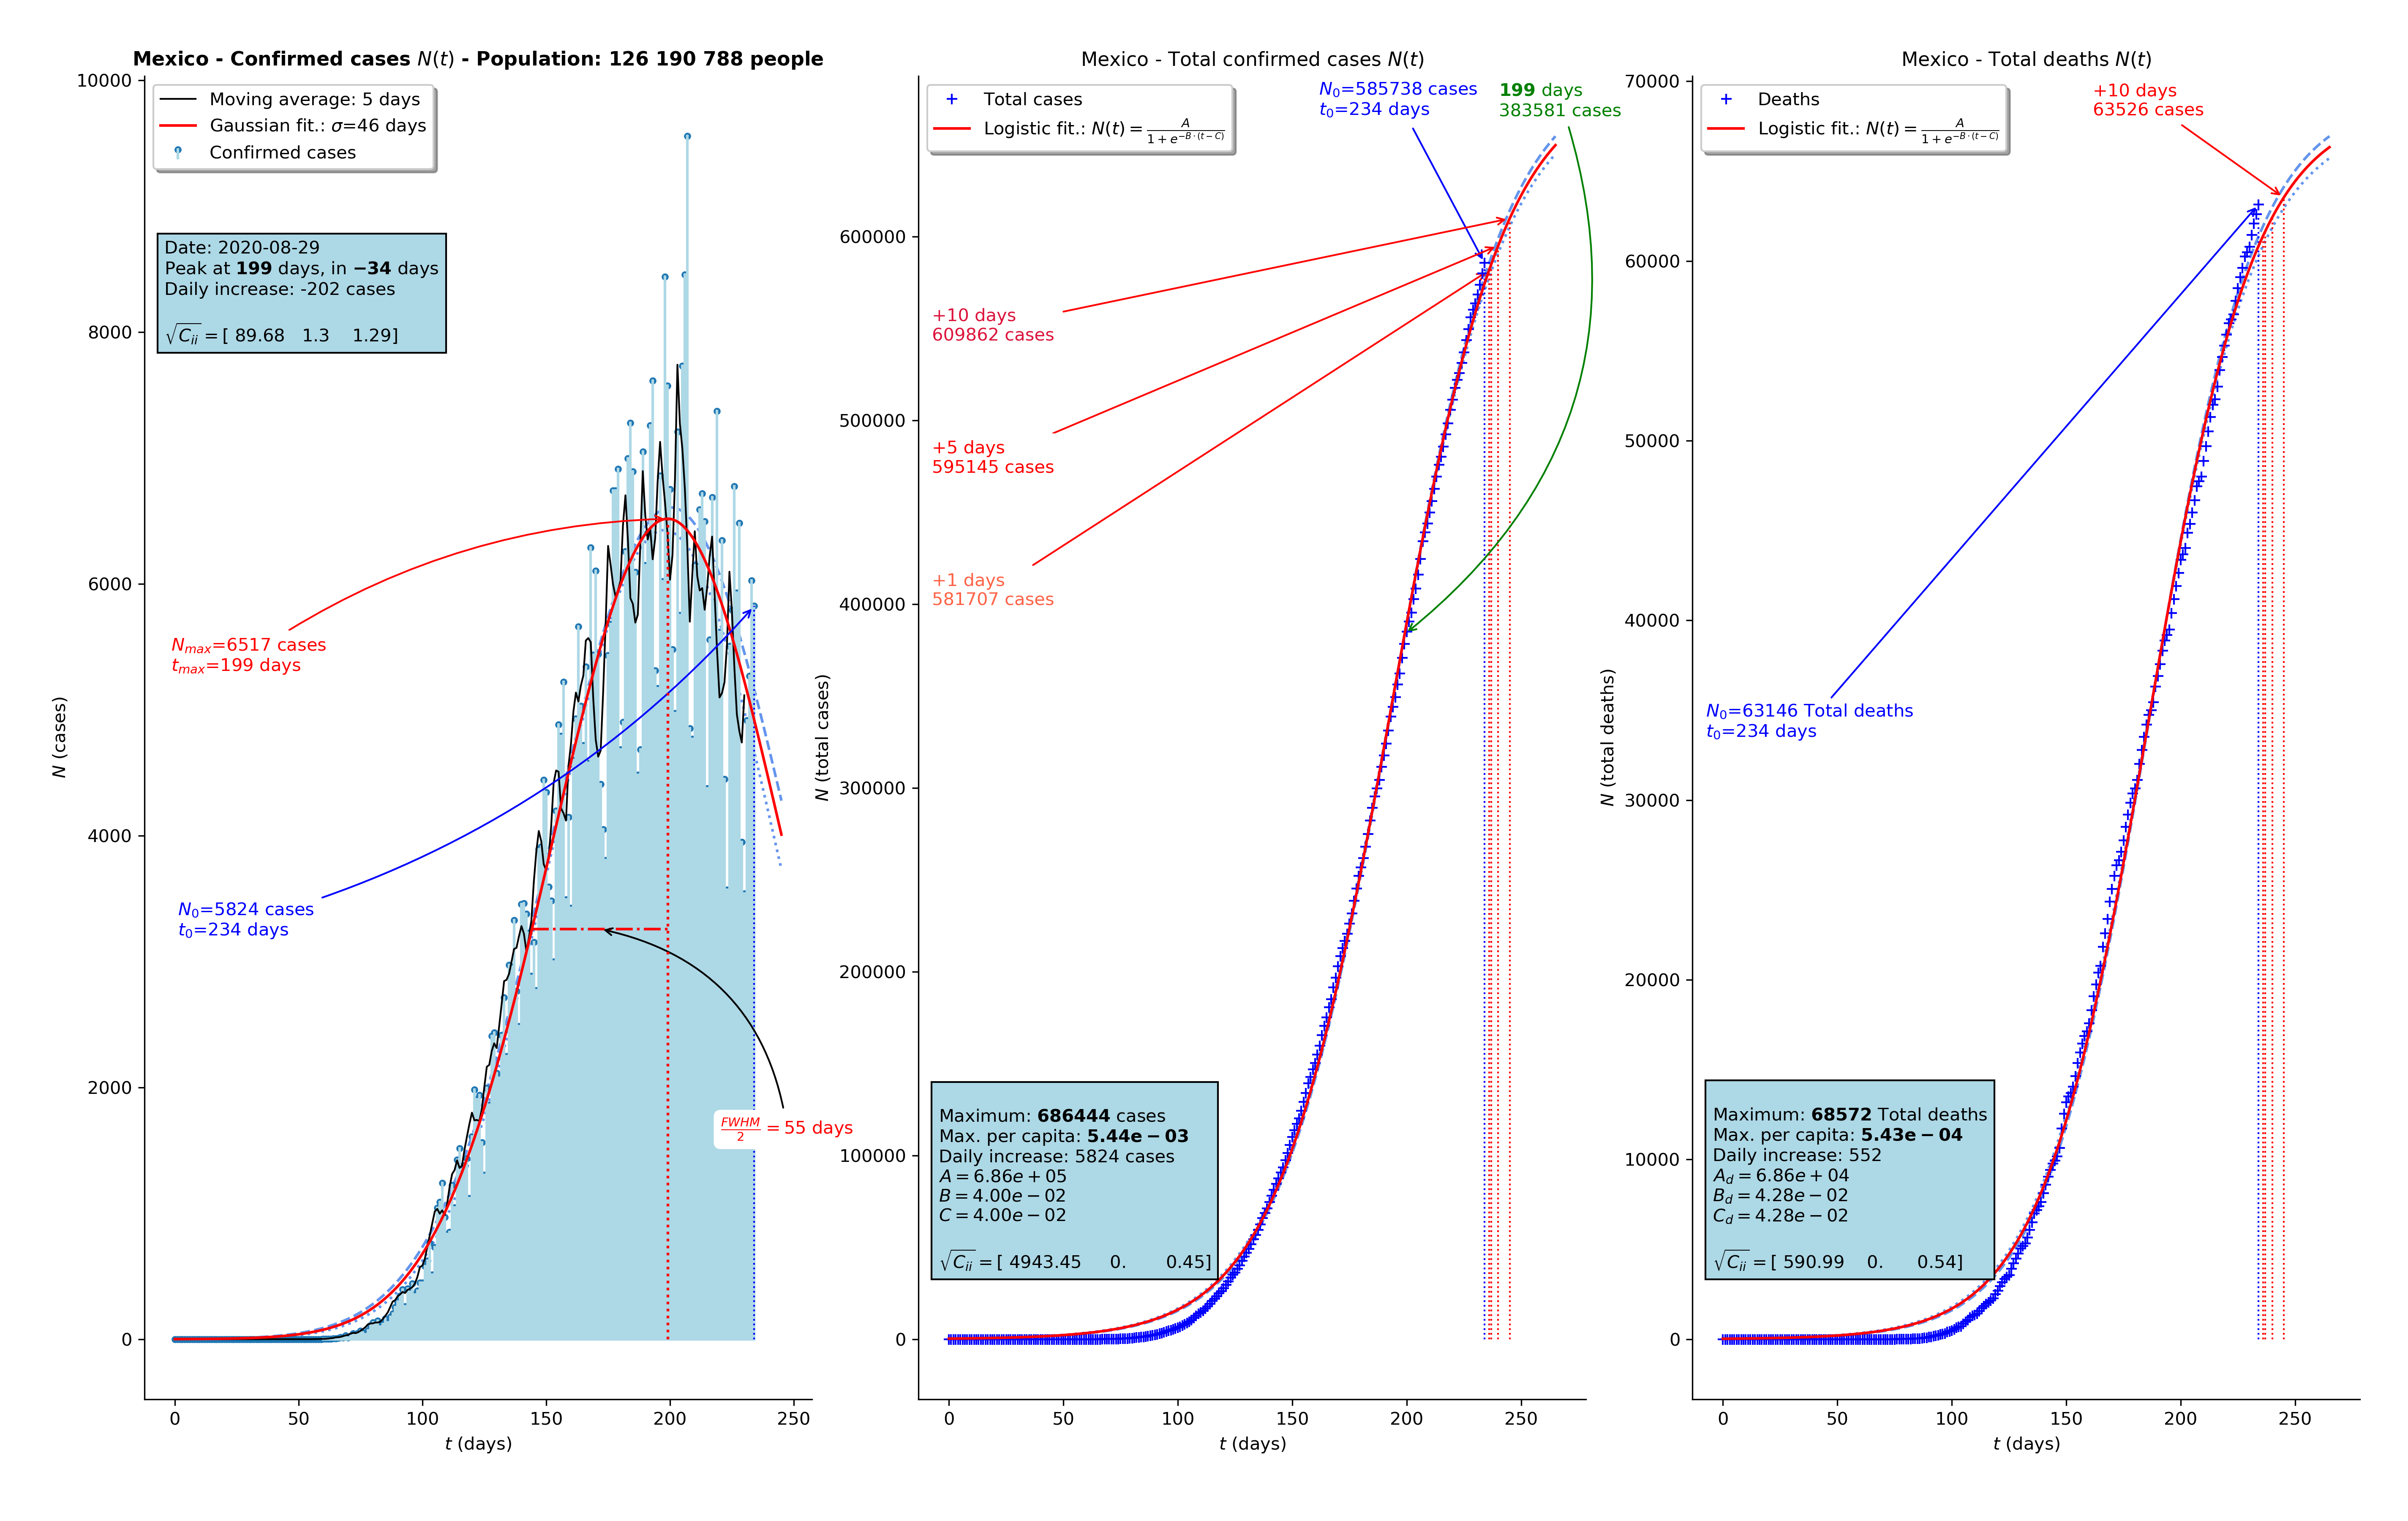 Mexico - Confirmed cases N(t) - Population: 126 190 788 people
10000
8000
6000
4000
2000
0
N (cases)
Moving average: 5 days
Gaussian fit.: σ=46 days
Confirmed cases
Date: 2020-08-29
Peak at 199 days, in −34 days
Daily increase: -202 cases
√Cᵢᵢ = [ 89.68 1.3 1.29]
Nₘₐₓ=6517 cases
tₘₐₓ=199 days
N₀=5824 cases
t₀=234 days
FWHM/2 = 55 days
0 50 100 150 200 250
t (days)
Mexico - Total confirmed cases N(t)
600000
500000
400000
300000
200000
100000
0
N (total cases)
Total cases
Logistic fit.: N(t) = A/(1 + e^(−B·(t−C)))
N₀=585738 cases
t₀=234 days
199 days
383581 cases
+10 days
609862 cases
+5 days
595145 cases
+1 days
581707 cases
Maximum: 686444 cases
Max. per capita: 5.44e − 03
Daily increase: 5824 cases
A = 6.86e + 05
B = 4.00e − 02
C = 4.00e − 02
√Cᵢᵢ = [ 4943.45 0. 0.45]
0 50 100 150 200 250
t (days)
Mexico - Total deaths N(t)
70000
60000
50000
40000
30000
20000
10000
0
N (total deaths)
Deaths
Logistic fit.: N(t) = A/(1 + e^(−B·(t−C)))
+10 days
63526 cases
N₀=63146 Total deaths
t₀=234 days
Maximum: 68572 Total deaths
Max. per capita: 5.43e − 04
Daily increase: 552
A_d = 6.86e + 04
B_d = 4.28e − 02
C_d = 4.28e − 02
√Cᵢᵢ = [ 590.99 0. 0.54]
0 50 100 150 200 250
t (days)